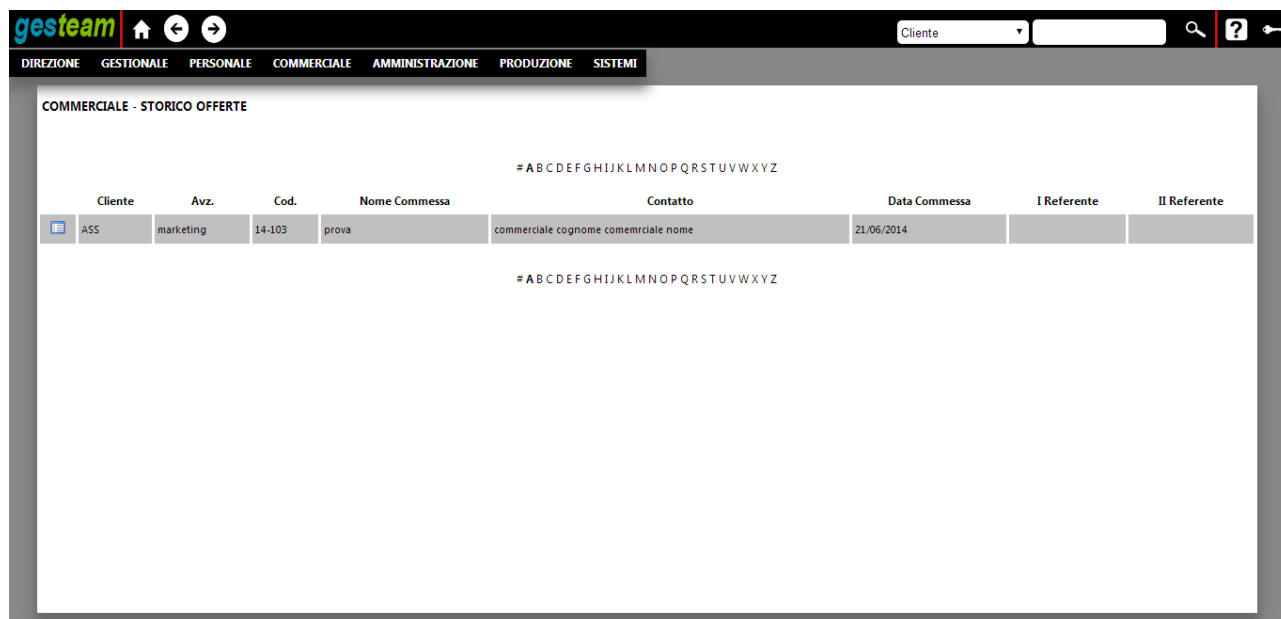 gesteam Cliente ?
DIREZIONE GESTIONALE PERSONALE COMMERCIALE AMMINISTRAZIONE PRODUZIONE SISTEMI
COMMERCIALE - STORICO OFFERTE
# A B C D E F G H I J K L M N O P Q R S T U V W X Y Z
Cliente Avz. Cod. Nome Commessa Contatto Data Commessa I Referente II Referente
ASS marketing 14-103 prova commerciale cognome comemrciale nome 21/06/2014
# A B C D E F G H I J K L M N O P Q R S T U V W X Y Z